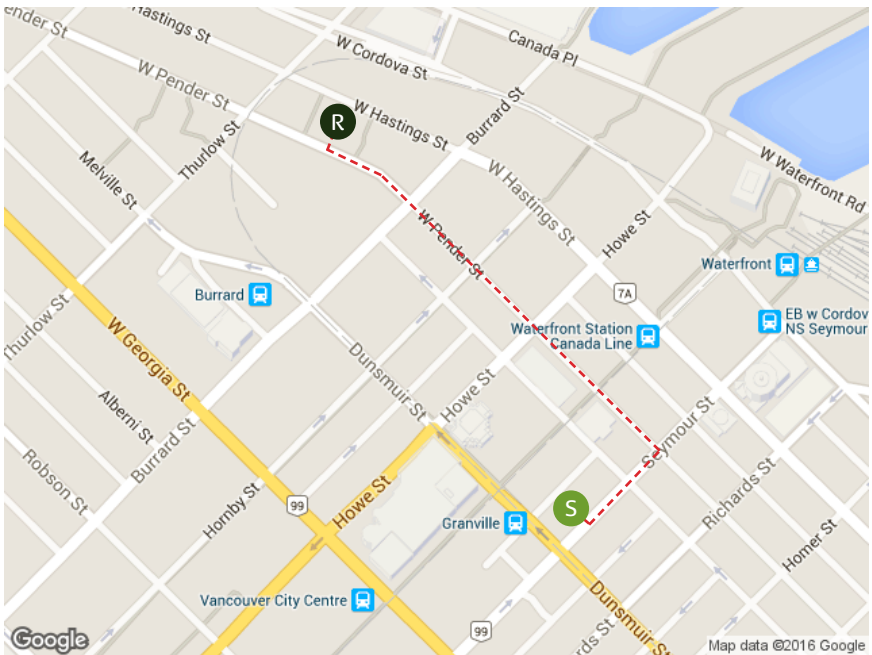 ender St
Hastings St
W Cordova St
Canada Pl
W Pender St
W Hastings St
Burrard St
R
Thurlow St
W Hastings St
W Waterfront Rd
Melville St
W Pender St
Howe St
Waterfront
Burrard
7A
EB w Cordov
NS Seymour
Waterfront Station
Canada Line
Thurlow St
W Georgia St
Dunsmuir St
Howe St
Alberni St
Burrard St
Seymour St
Robson St
Richards St
Hornby St
99
Howe St
Granville
S
Homer St
Vancouver City Centre
Dunsmuir St
99
rds St
Google
Map data ©2016 Google